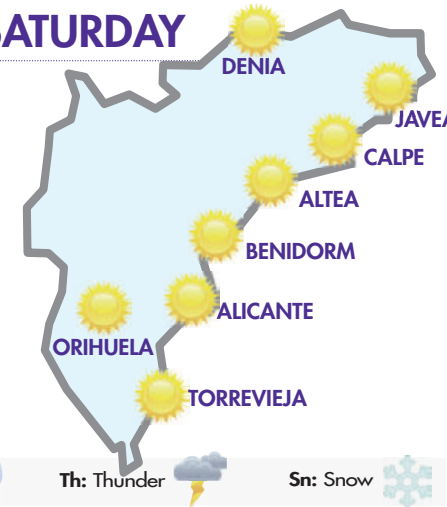 SATURDAY
DENIA
JAVEA
CALPE
ALTEA
BENIDORM
ALICANTE
ORIHUELA
TORREVIEJA
Th: Thunder
Sn: Snow